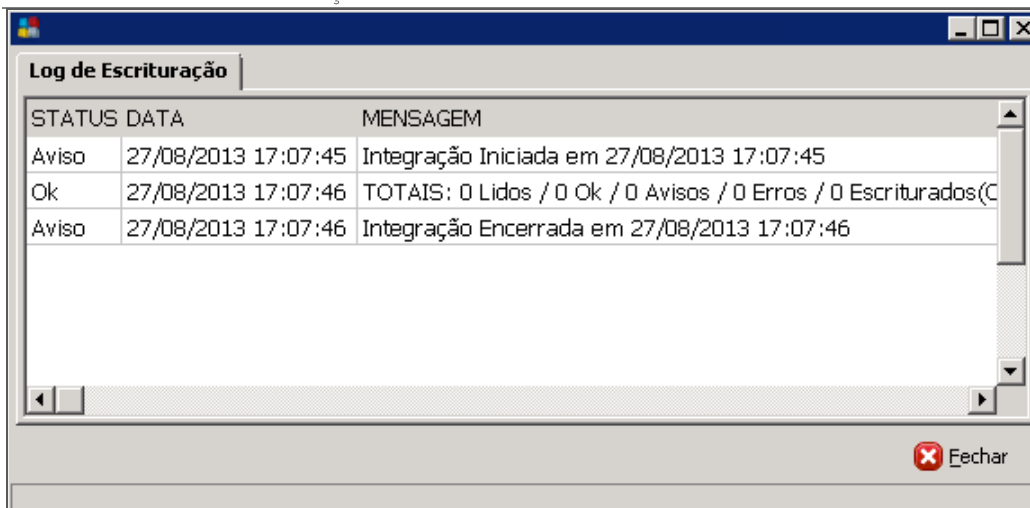 Log de Escrituração
STATUS DATA MENSAGEM
Aviso 27/08/2013 17:07:45 Integração Iniciada em 27/08/2013 17:07:45
Ok 27/08/2013 17:07:46 TOTAIS: 0 Lidos / 0 Ok / 0 Avisos / 0 Erros / 0 Escriturados(
Aviso 27/08/2013 17:07:46 Integração Encerrada em 27/08/2013 17:07:46
Fechar